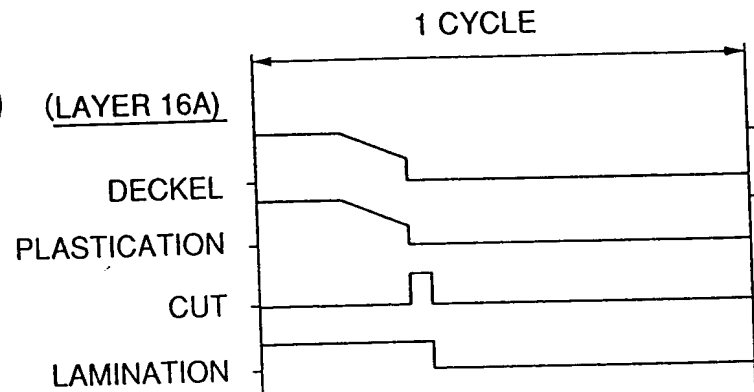 1 CYCLE
) (LAYER 16A)
DECKEL
PLASTICATION
CUT
LAMINATION